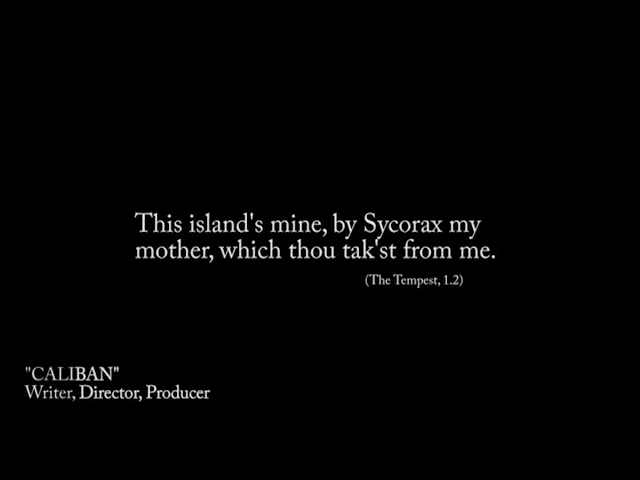 This island's mine, by Sycorax my
mother, which thou tak'st from me.
(The Tempest, 1.2)
"CALIBAN"
Writer, Director, Producer